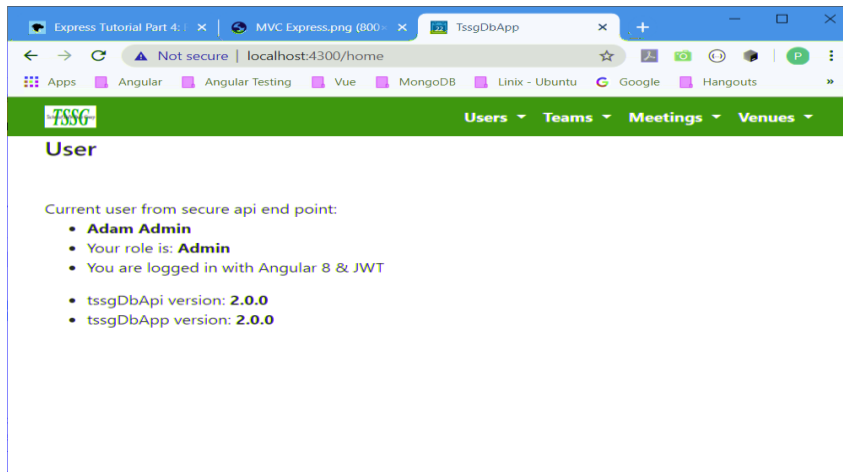 Express Tutorial Part 4:
MVC Express.png (800×
TssgDbApp
Not secure | localhost:4300/home
P
Apps Angular Angular Testing Vue MongoDB Linix - Ubuntu Google Hangouts »
TSSG
Users Teams Meetings Venues
User
Current user from secure api end point:
• Adam Admin
• Your role is: Admin
• You are logged in with Angular 8 & JWT
• tssgDbApi version: 2.0.0
• tssgDbApp version: 2.0.0